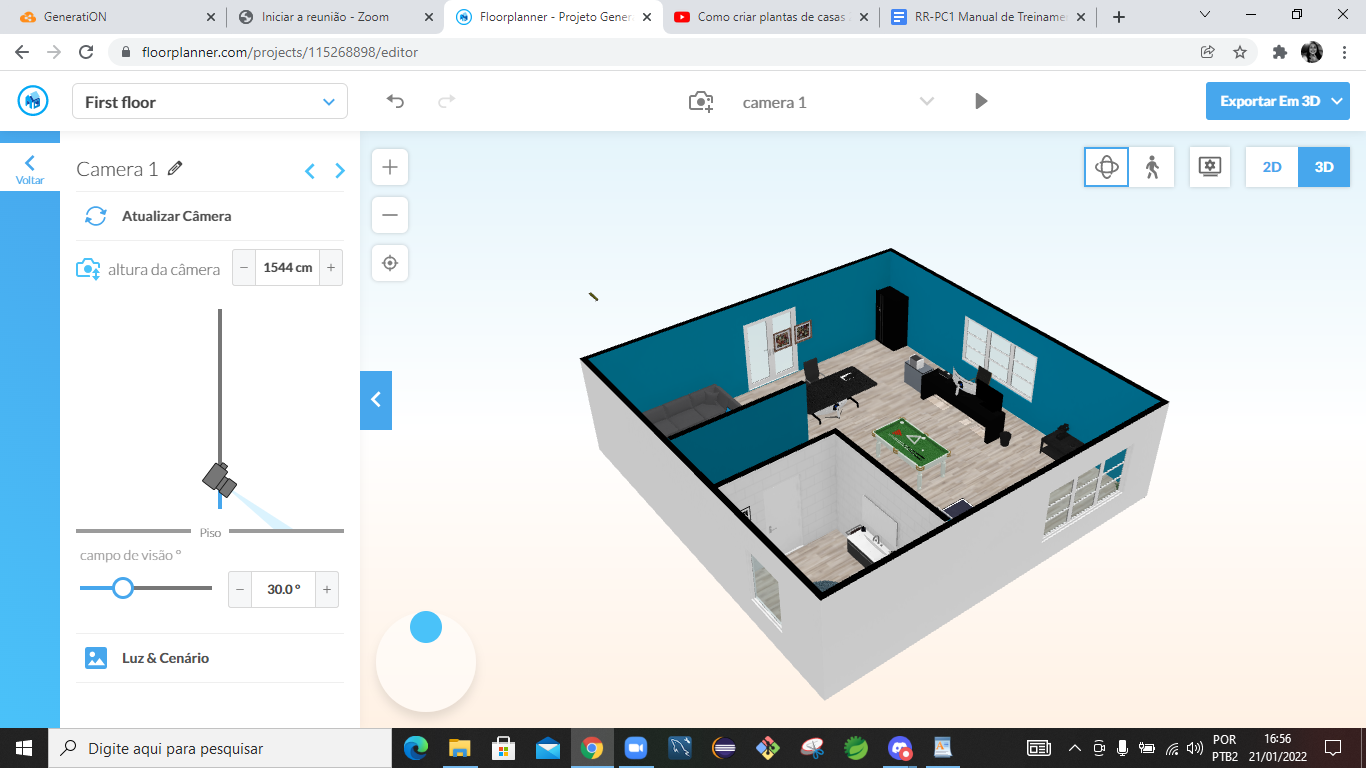 GeneratiON
Iniciar a reunião - Zoom
Floorplanner - Projeto Gener
Como criar plantas de casas
RR-PC1 Manual de Treiname
floorplanner.com/projects/115268898/editor
First floor
camera 1
Exportar Em 3D
Voltar
Camera 1
2D
3D
Atualizar Câmera
altura da câmera
1544 cm
Piso
campo de visão º
30.0 º
Luz & Cenário
Digite aqui para pesquisar
POR
PTB2
16:56
21/01/2022